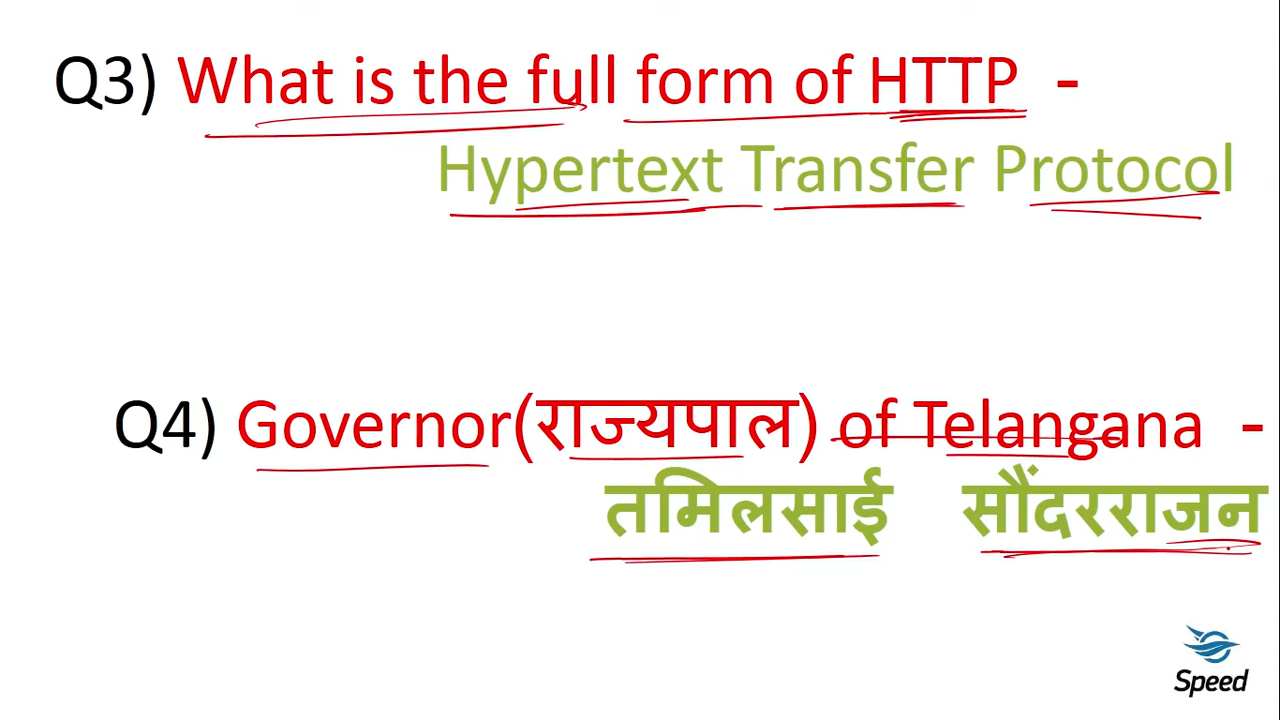 Q3) What is the full form of HTTP -
Hypertext Transfer Protocol
Q4) Governor(राज्यपाल) of Telangana -
तमिलसाई सौंदरराजन
Speed